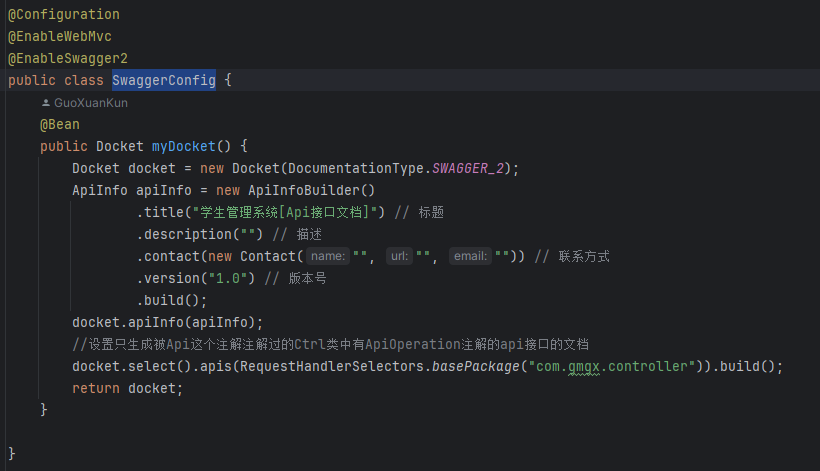 @Configuration
@EnableWebMvc
@EnableSwagger2
public class SwaggerConfig {
GuoXuanKun
@Bean
public Docket myDocket() {
Docket docket = new Docket(DocumentationType.SWAGGER_2);
ApiInfo apiInfo = new ApiInfoBuilder()
.title("学生管理系统[Api接口文档]") // 标题
.description("") // 描述
.contact(new Contact( name: "", url: "", email: "")) // 联系方式
.version("1.0") // 版本号
.build();
docket.apiInfo(apiInfo);
//设置只生成被Api这个注解注解过的Ctrl类中有ApiOperation注解的api接口的文档
docket.select().apis(RequestHandlerSelectors.basePackage("com.qmqx.controller")).build();
return docket;
}
}